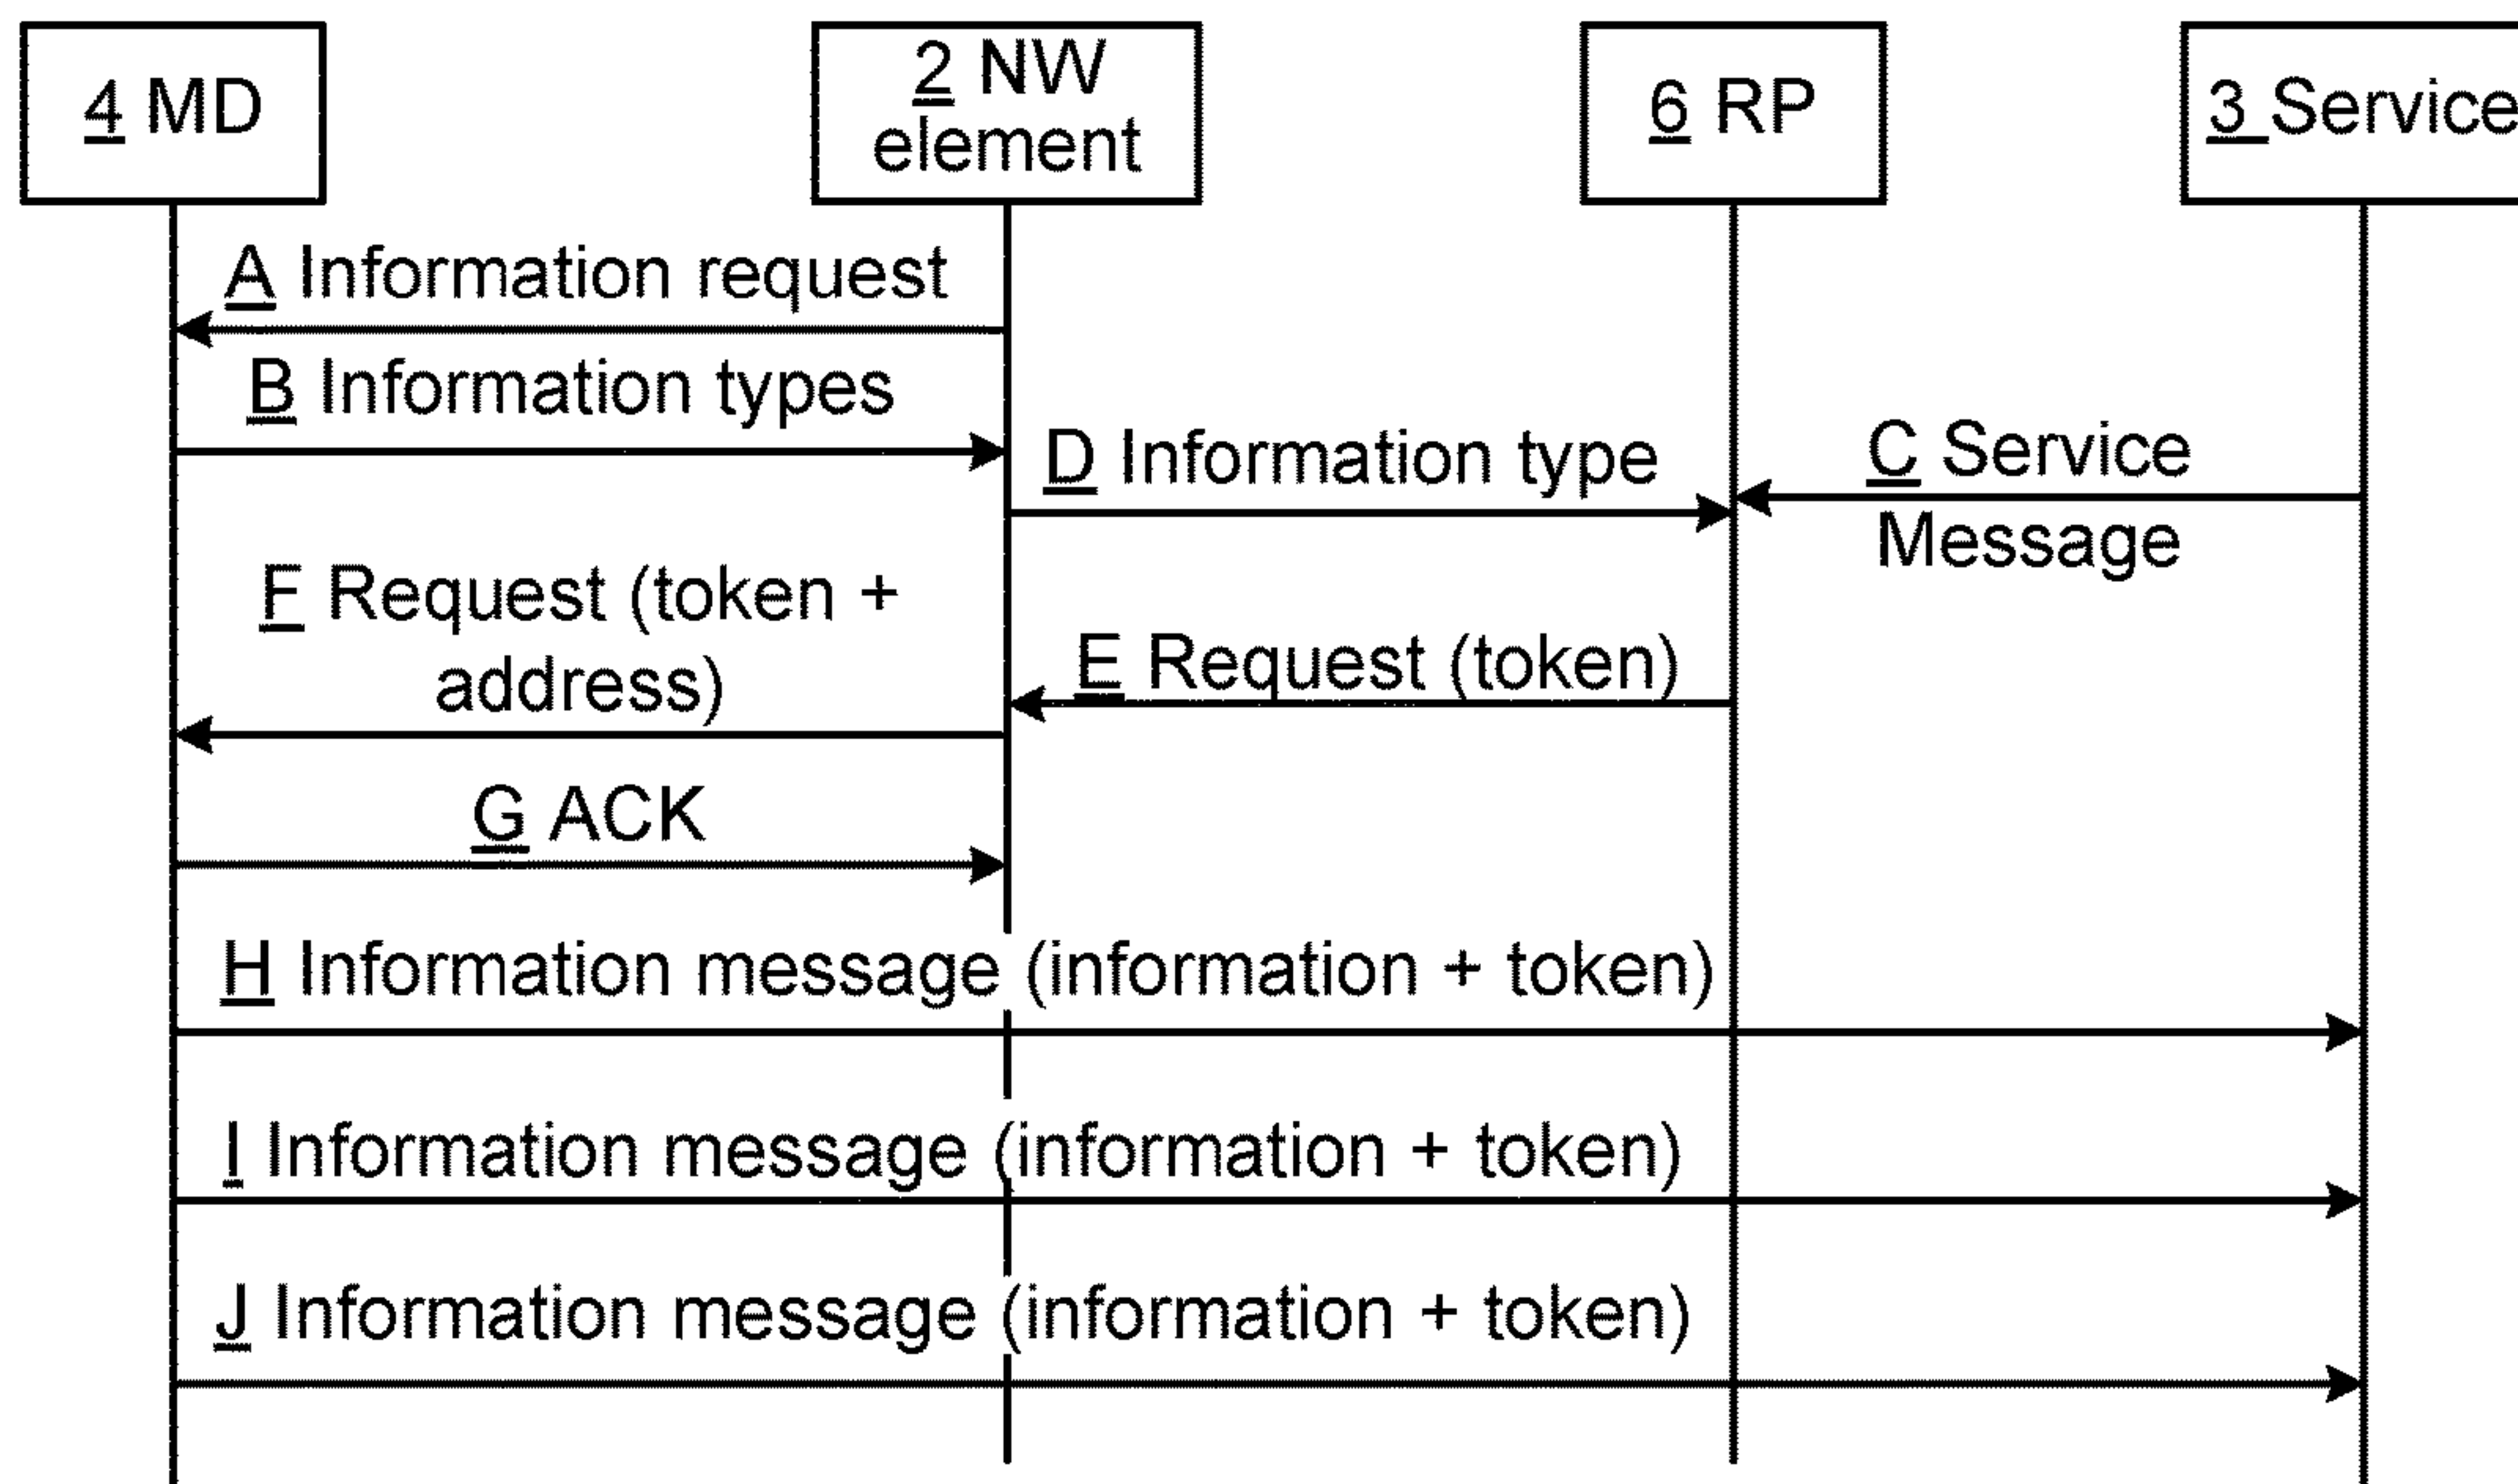 4 MD
2 NW
element
6 RP
3 Service
A Information request
B Information types
D Information type
C Service
Message
F Request (token +
address)
E Request (token)
G ACK
H Information message (information + token)
I Information message (information + token)
J Information message (information + token)